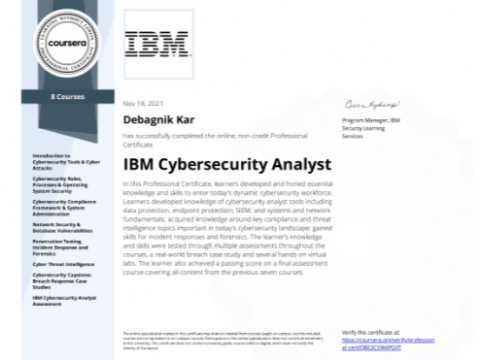 LEARNING WITHOUT LIMITS
coursera
PROFESSIONAL CERTIFICATE
IBM
8 Courses
Introduction to
Cybersecurity Tools & Cyber
Attacks
Cybersecurity Roles,
Processes & Operating
System Security
Cybersecurity Compliance
Framework & System
Administration
Network Security &
Database Vulnerabilities
Penetration Testing,
Incident Response and
Forensics
Cyber Threat Intelligence
Cybersecurity Capstone:
Breach Response Case
Studies
IBM Cybersecurity Analyst
Assessment
Nov 18, 2021
Debagnik Kar
has successfully completed the online, non-credit Professional
Certificate
IBM Cybersecurity Analyst
In this Professional Certificate, learners developed and honed essential
knowledge and skills to enter today's dynamic, cybersecurity workforce.
Learners developed knowledge of cybersecurity analyst tools including
data protection; endpoint protection; SIEM; and systems and network
fundamentals; acquired knowledge around key compliance and threat
intelligence topics important in today's cybersecurity landscape; gained
skills for incident responses and forensics. The learner's knowledge
and skills were tested through multiple assessments throughout the
courses, a real-world breach case study and several hands on virtual
labs. The learner also achieved a passing score on a final assessment
course covering all content from the previous seven courses.
Program Manager, IBM
Security Learning
Services
Verify this certificate at: